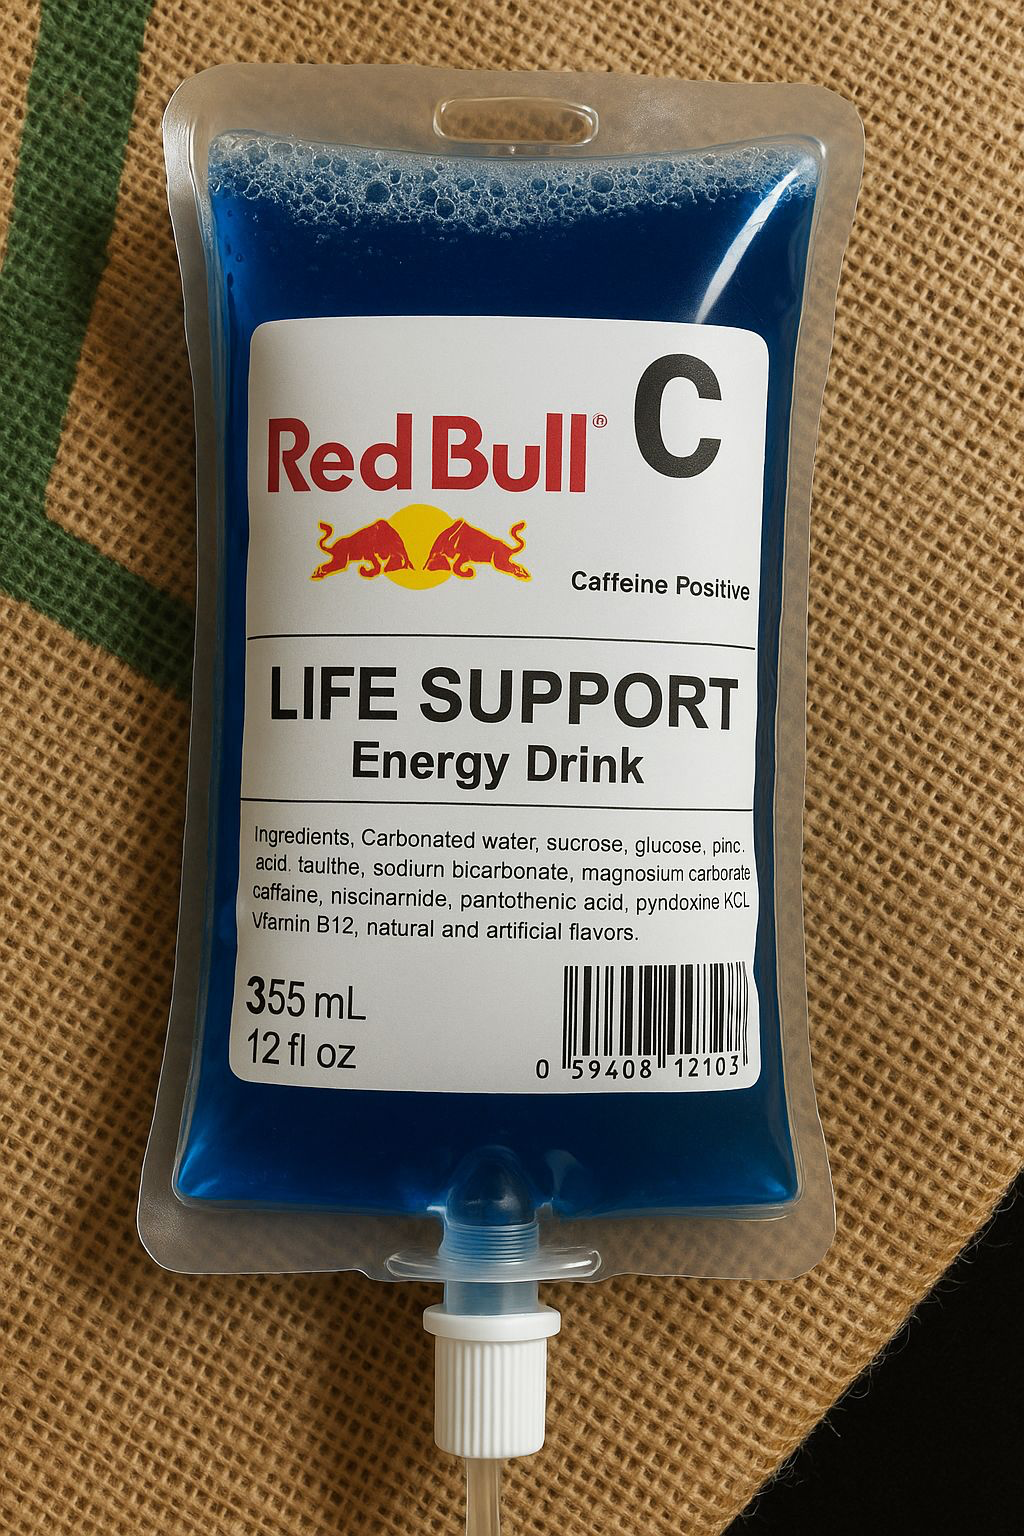 Red Bull®
C
Caffeine Positive
LIFE SUPPORT
Energy Drink
Ingredients, Carbonated water, sucrose, glucose, pinc.
acid. taulthe, sodiurn bicarbonate, magnosium carborate
caffaine, niscinarnide, pantothenic acid, pyndoxine KCL
Vfarnin B12, natural and artificial flavors.
355 mL
12 fl oz
0 59408 12103